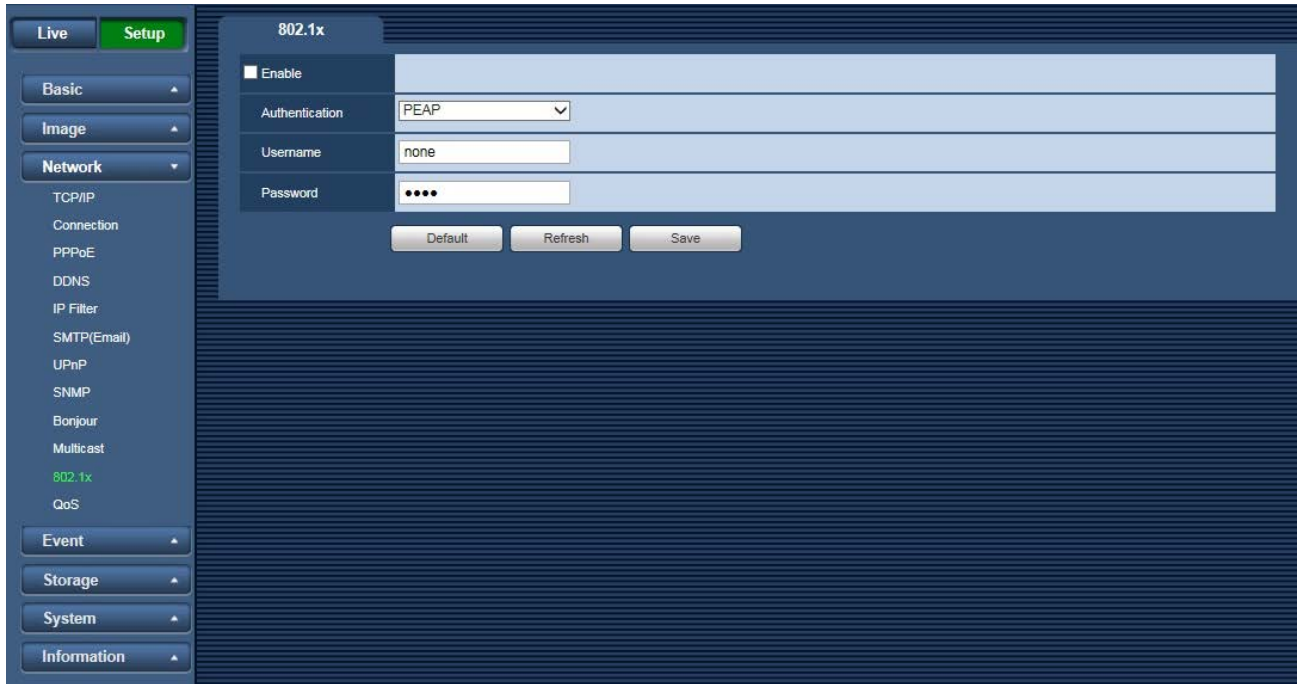 Live Setup
Basic
Image
Network
TCP/IP
Connection
PPPoE
DDNS
IP Filter
SMTP(Email)
UPnP
SNMP
Bonjour
Multicast
802.1x
QoS
Event
Storage
System
Information
802.1x
Enable
Authentication PEAP
Username none
Password ••••
Default Refresh Save